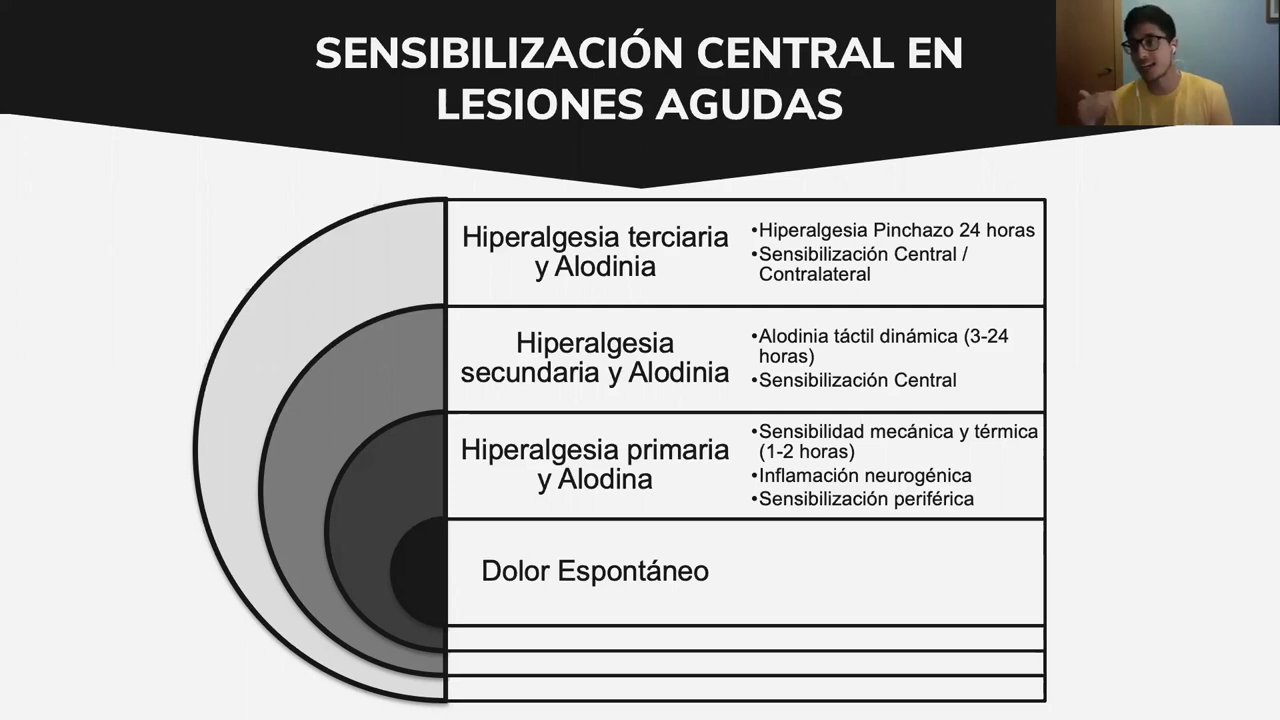 SENSIBILIZACIÓN CENTRAL EN
LESIONES AGUDAS
Hiperalgesia terciaria
y Alodinia
•Hiperalgesia Pinchazo 24 horas
•Sensibilización Central /
Contralateral
Hiperalgesia
secundaria y Alodinia
•Alodinia táctil dinámica (3-24
horas)
•Sensibilización Central
Hiperalgesia primaria
y Alodina
•Sensibilidad mecánica y térmica
(1-2 horas)
•Inflamación neurogénica
•Sensibilización periférica
Dolor Espontáneo